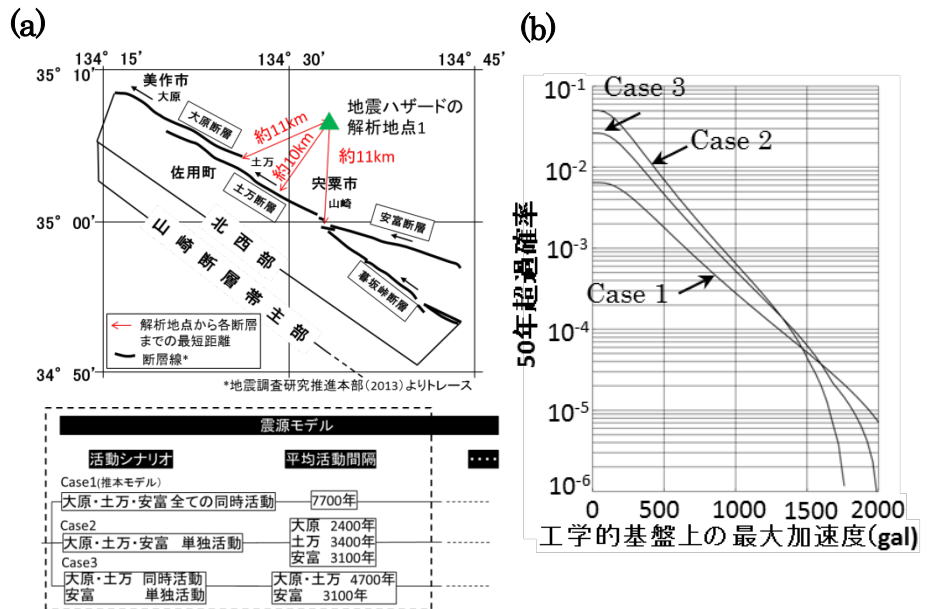 (a)
134° 15′
134° 30′
134° 45′
35° 10′
美作市
大原
大原断層
約11km
地震ハザードの
解析地点1
約10km
約11km
土万
佐用町
土万断層
宍粟市
山崎
35° 00′
安富断層
北西部
山崎断層帯主部
暮坂峠断層
解析地点から各断層
までの最短距離
断層線*
34° 50′
*地震調査研究推進本部(2013)よりトレース
震源モデル
活動シナリオ
平均活動間隔
‥‥
Case1(推本モデル)
大原・土万・安富全ての同時活動
7700年
Case2
大原・土万・安富 単独活動
大原 2400年
土万 3400年
安富 3100年
Case3
大原・土万 同時活動
安富 単独活動
大原・土万 4700年
安富 3100年
(b)
50年超過確率
10-1
10-2
10-3
10-4
10-5
10-6
Case 3
Case 2
Case 1
0
500
1000
1500
2000
工学的基盤上の最大加速度(gal)